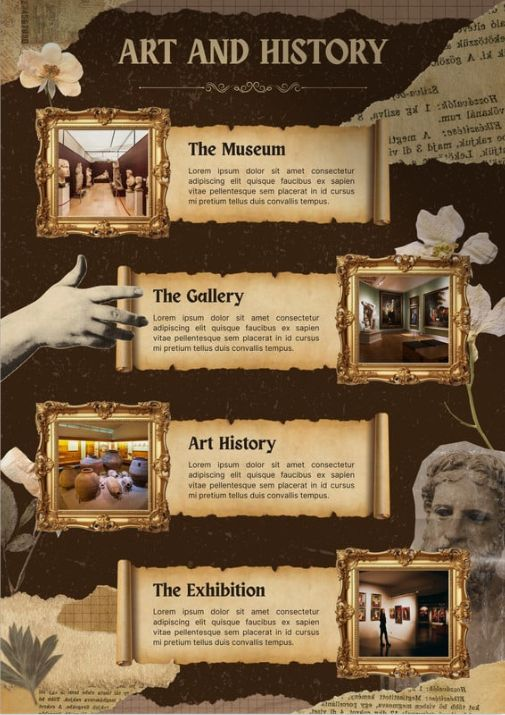 ART AND HISTORY
The Museum
Lorem ipsum dolor sit amet consectetur
adipiscing elit quisque faucibus ex sapien
vitae pellentesque sem placerat in id cursus
mi pretium tellus duis convallis tempus.
The Gallery
Lorem ipsum dolor sit amet consectetur
adipiscing elit quisque faucibus ex sapien
vitae pellentesque sem placerat in id cursus
mi pretium tellus duis convallis tempus.
Art History
Lorem ipsum dolor sit amet consectetur
adipiscing elit quisque faucibus ex sapien
vitae pellentesque sem placerat in id cursus
mi pretium tellus duis convallis tempus.
The Exhibition
Lorem ipsum dolor sit amet consectetur
adipiscing elit quisque faucibus ex sapien
vitae pellentesque sem placerat in id cursus
mi pretium tellus duis convallis tempus.